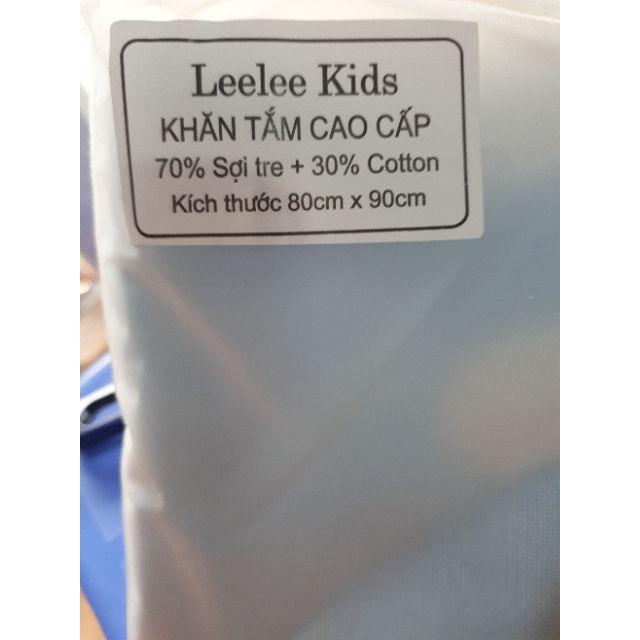 Leelee Kids
KHĂN TẮM CAO CẤP
70% Sợi tre + 30% Cotton
Kích thước 80cm x 90cm